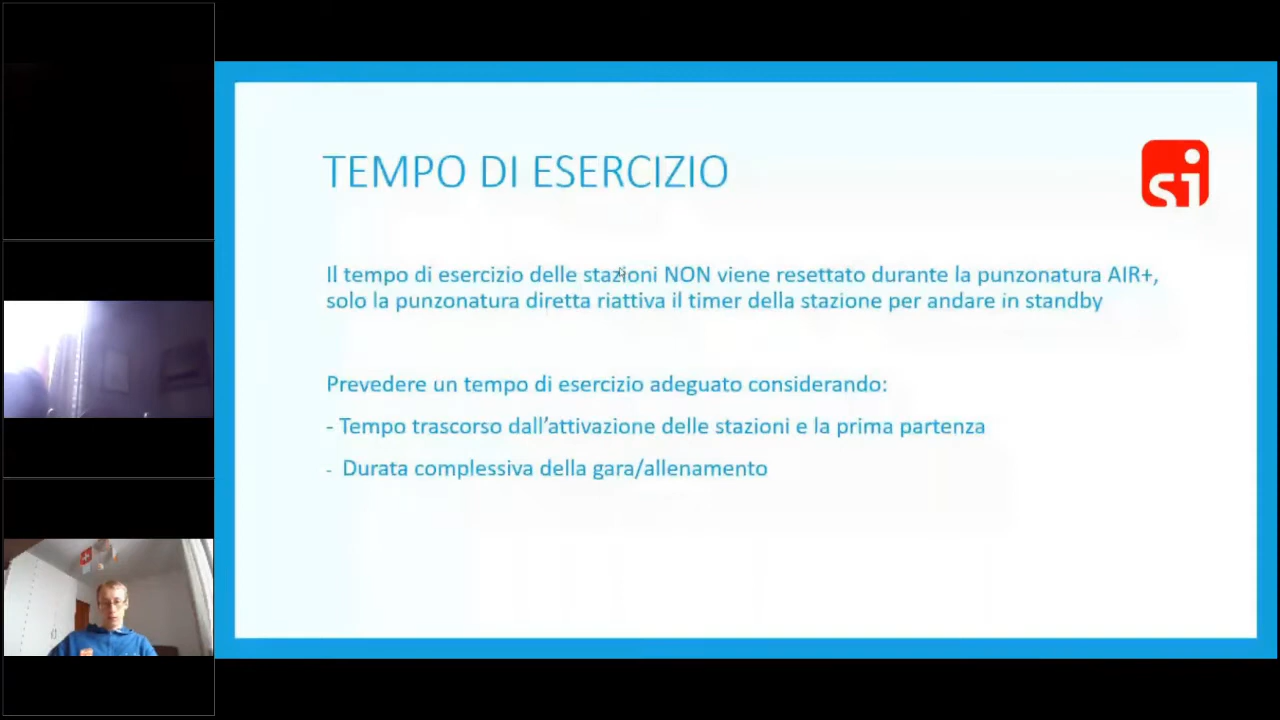 TEMPO DI ESERCIZIO
si
Il tempo di esercizio delle stazioni NON viene resettato durante la punzonatura AIR+,
solo la punzonatura diretta riattiva il timer della stazione per andare in standby
Prevedere un tempo di esercizio adeguato considerando:
- Tempo trascorso dall'attivazione delle stazioni e la prima partenza
- Durata complessiva della gara/allenamento